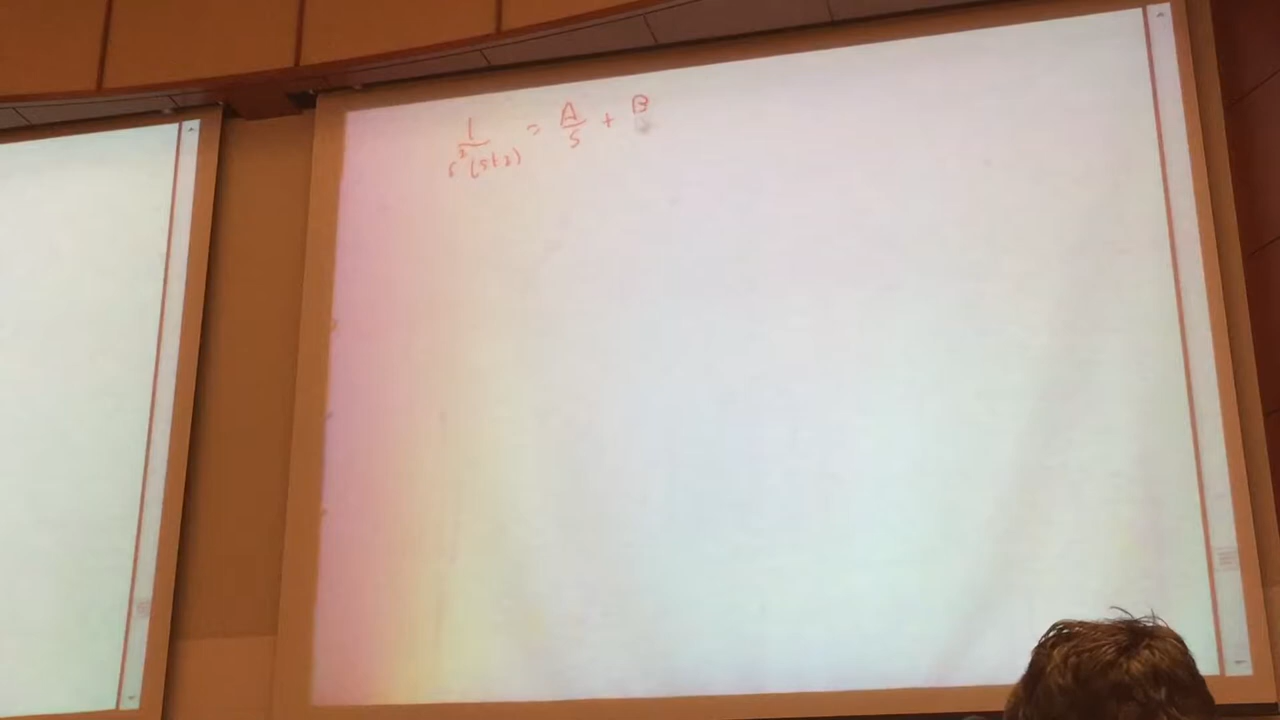 1/s²(s+2) = A/s + B